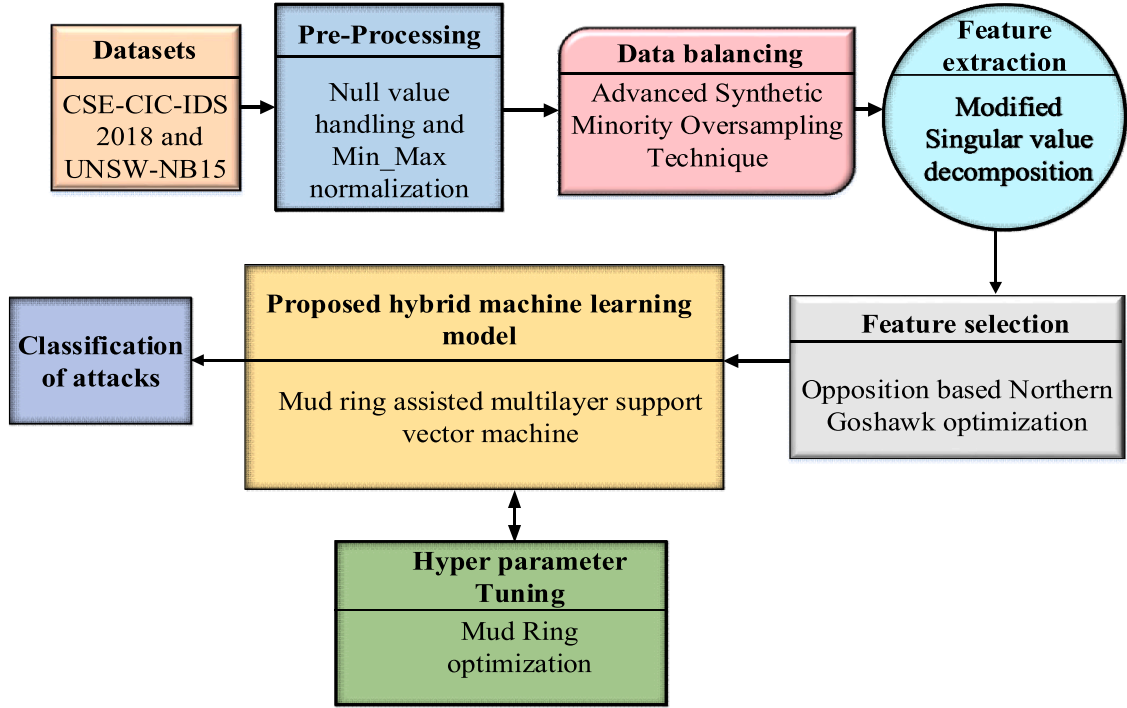 Datasets
CSE-CIC-IDS
2018 and
UNSW-NB15
Pre-Processing
Null value
handling and
Min_Max
normalization
Data balancing
Advanced Synthetic
Minority Oversampling
Technique
Feature
extraction
Modified
Singular value
decomposition
Feature selection
Opposition based Northern
Goshawk optimization
Proposed hybrid machine learning
model
Mud ring assisted multilayer support
vector machine
Classification
of attacks
Hyper parameter
Tuning
Mud Ring
optimization